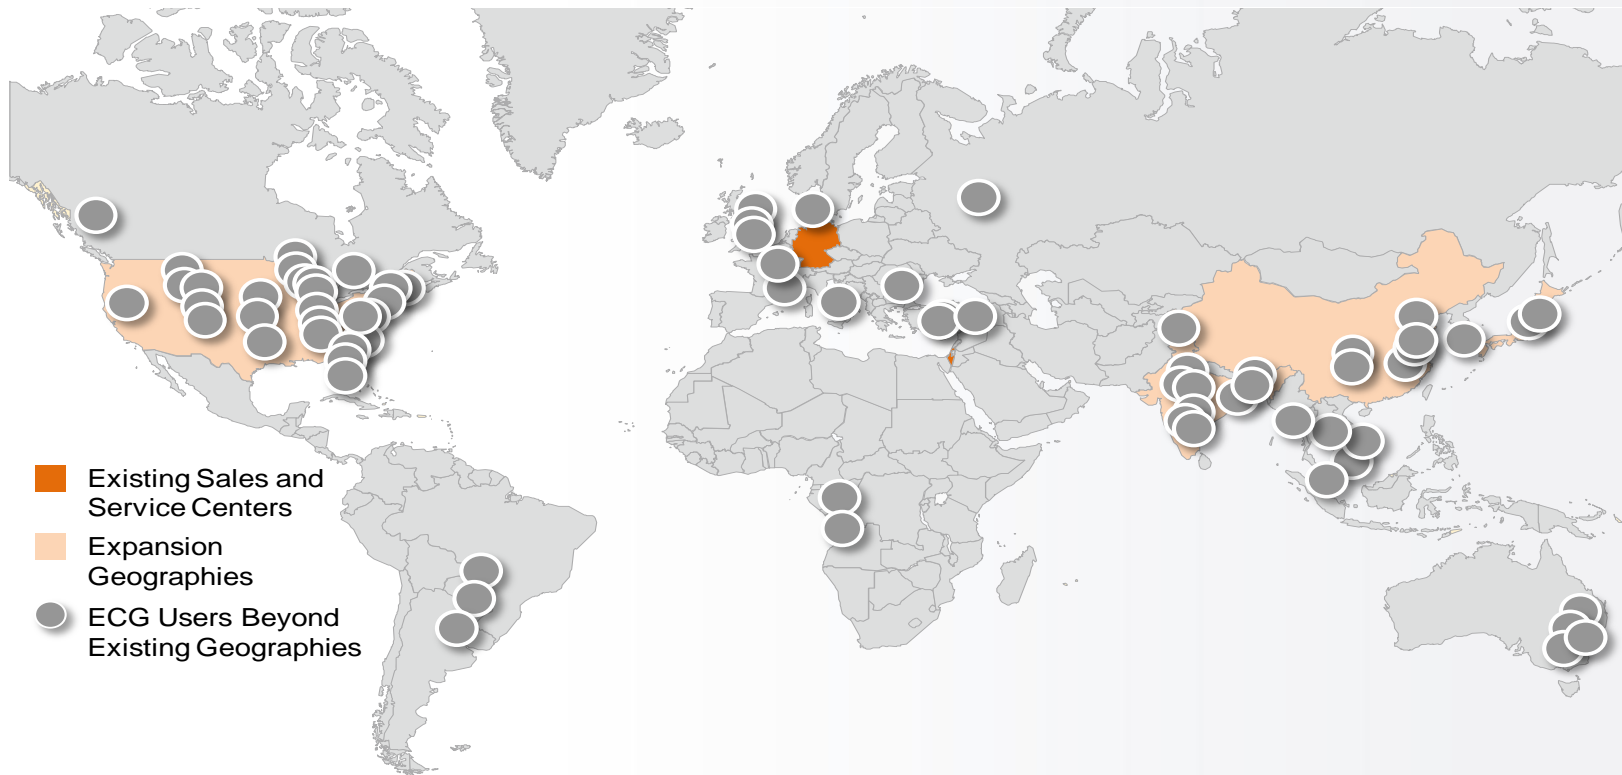 Existing Sales and
Service Centers
Expansion
Geographies
ECG Users Beyond
Existing Geographies